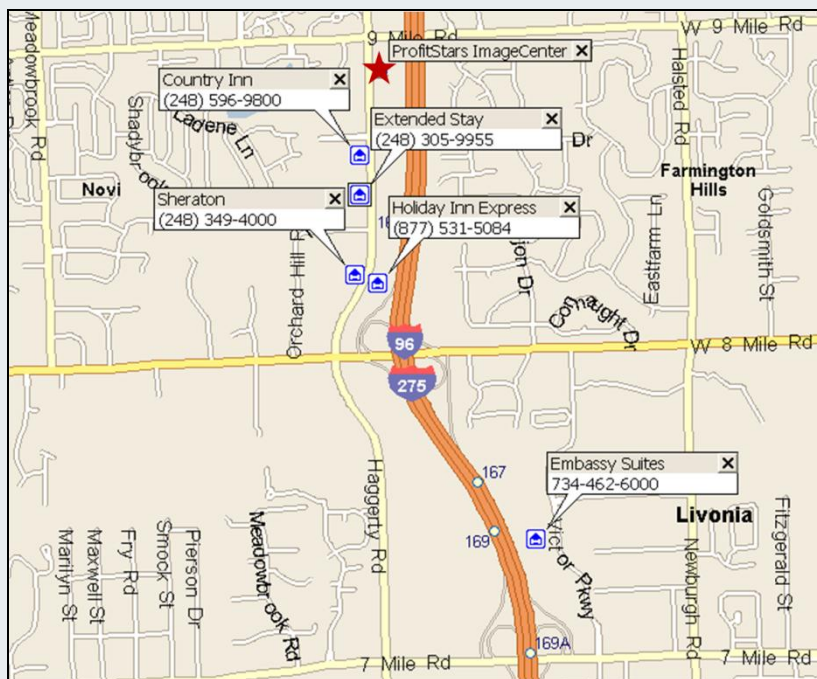 9 Mile Rd
W 9 Mile Rd
ProfitStars ImageCenter
Meadowbrook Rd
Country Inn
(248) 596-9800
Ladene Ln
Halsted Rd
Extended Stay
(248) 305-9955
Dr
Novi
Farmington
Hills
Sheraton
(248) 349-4000
Holiday Inn Express
(877) 531-5084
Eastfarm Ln
Goldsmith St
Dr
Connaught Dr
96
W 8 Mile Rd
275
Haggerty Rd
167
Embassy Suites
734-462-6000
169
Victor Pkwy
Livonia
Fitzgerald St
Marilyn St
Maxwell St
Fry Rd
Smock St
Pierson Dr
Meadowbrook Rd
Newburgh Rd
169A
7 Mile Rd
7 Mile Rd